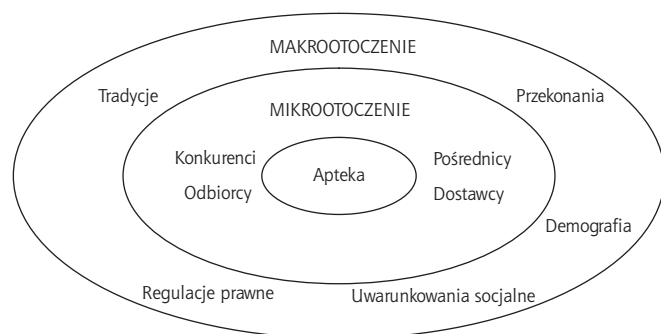 MAKROOTOCZENIE
Tradycje
Przekonania
MIKROOTOCZENIE
Konkurenci
Pośrednicy
Apteka
Odbiorcy
Dostawcy
Demografia
Regulacje prawne
Uwarunkowania socjalne